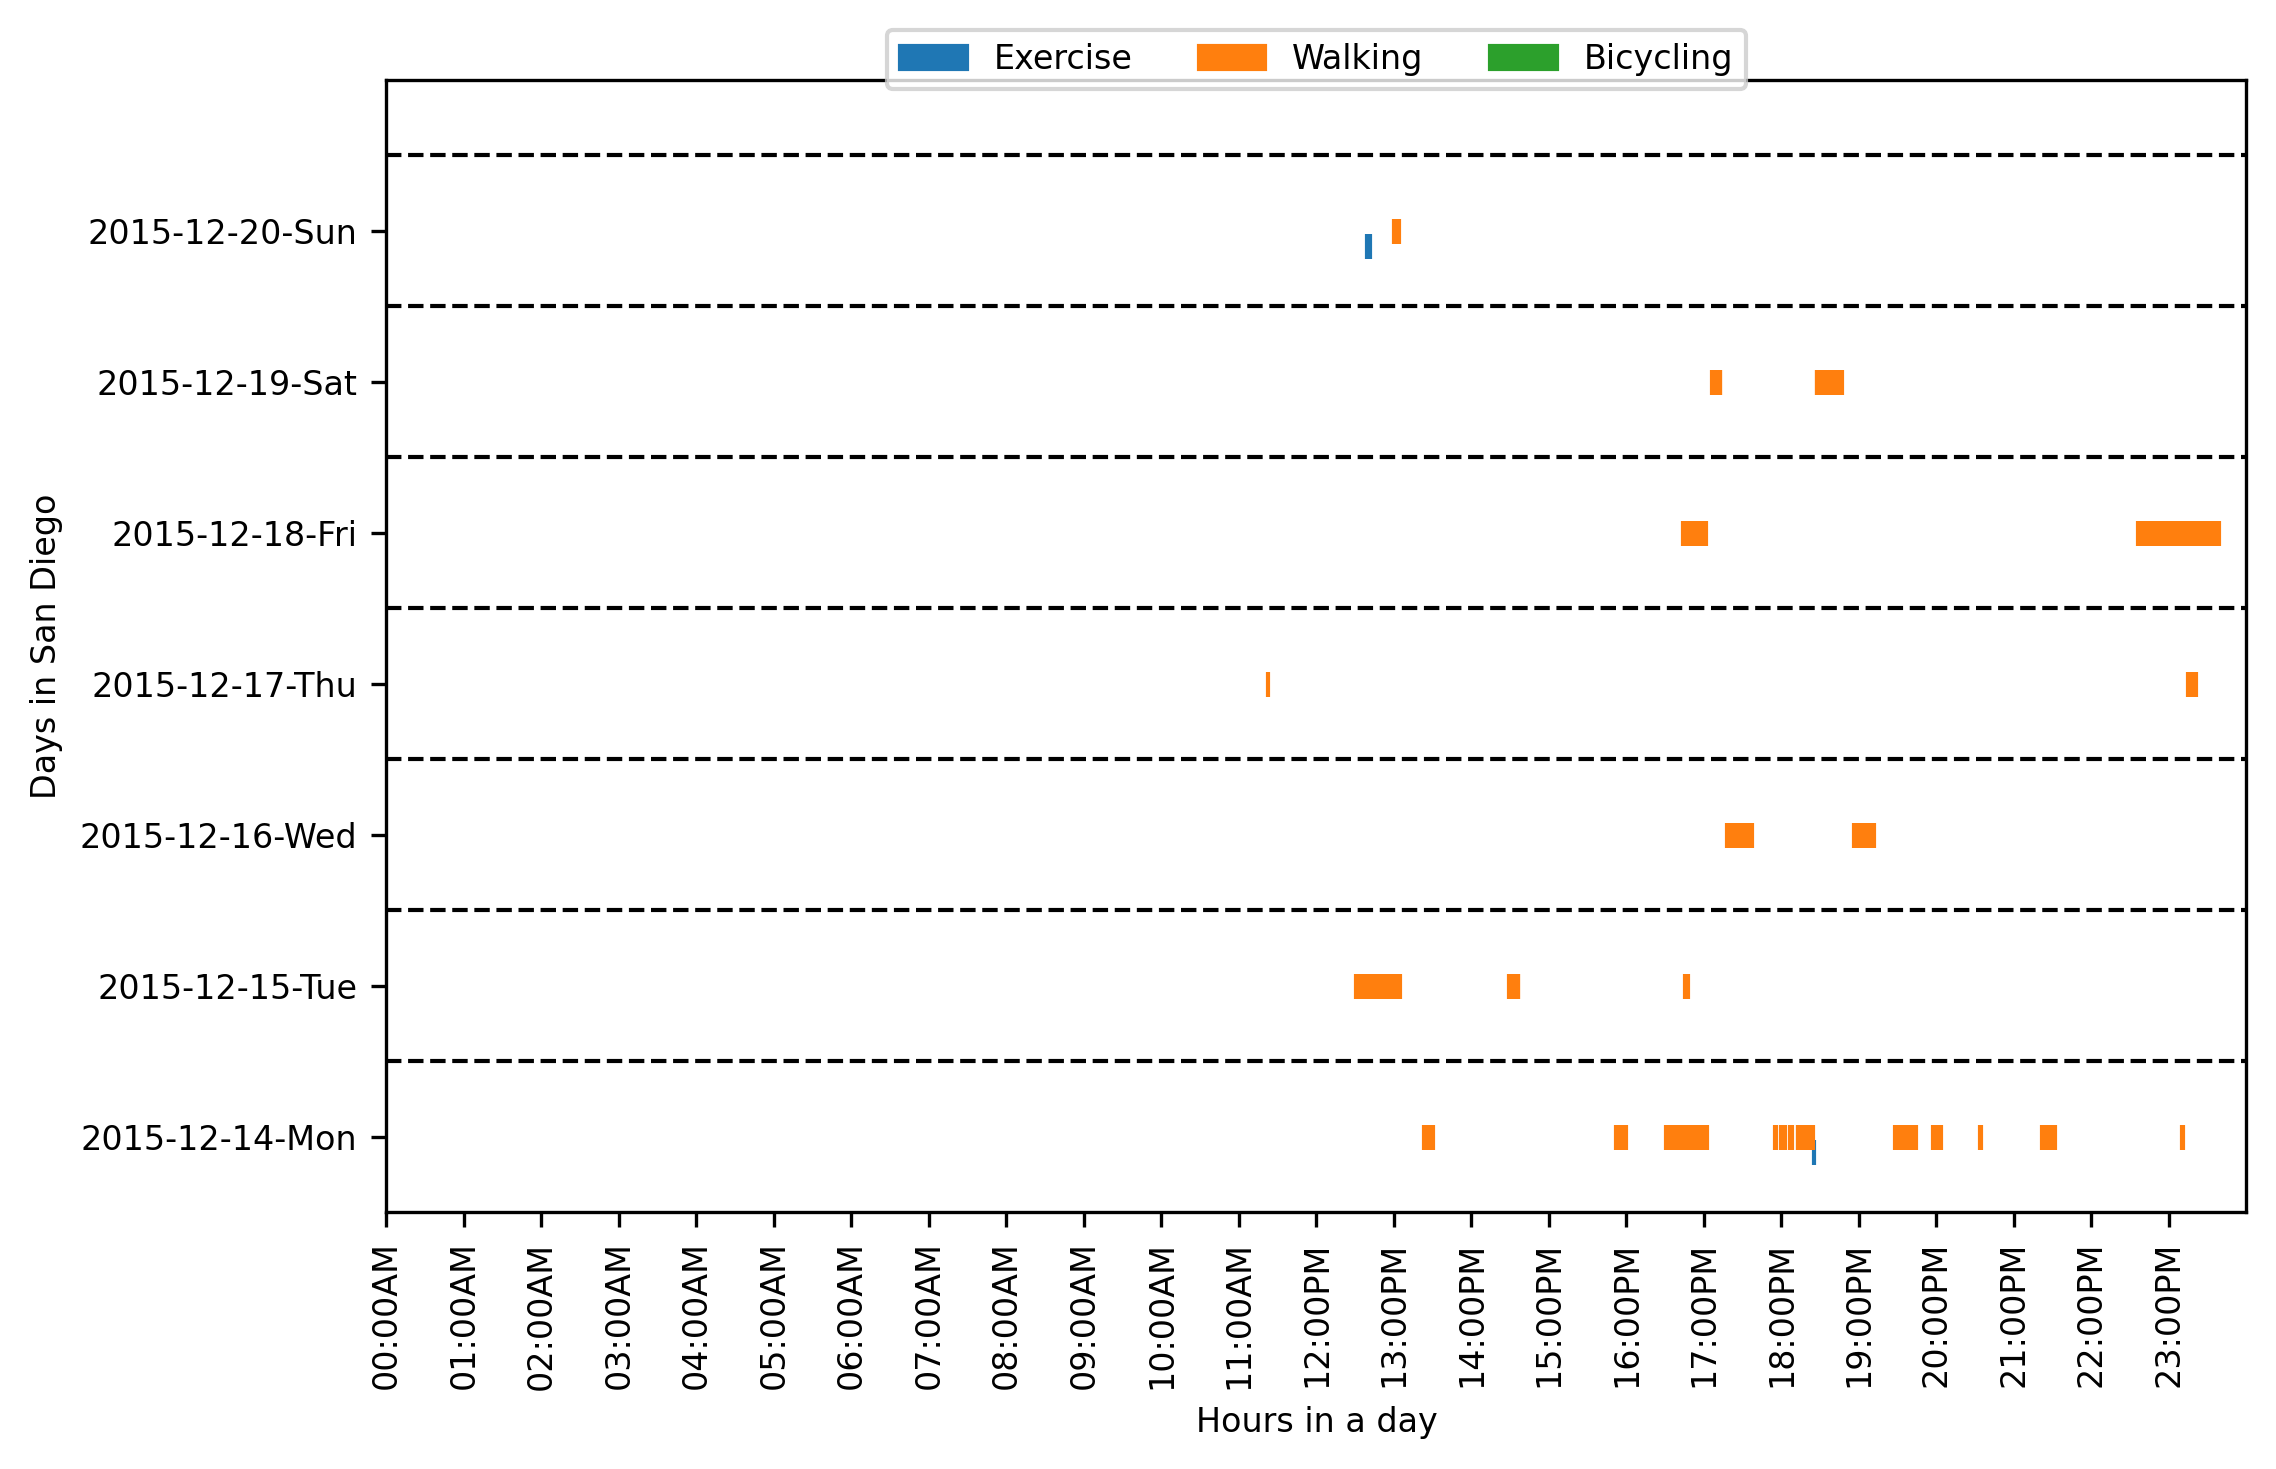 Exercise Walking Bicycling
2015-12-20-Sun
2015-12-19-Sat
2015-12-18-Fri
2015-12-17-Thu
2015-12-16-Wed
2015-12-15-Tue
2015-12-14-Mon
Days in San Diego
00:00AM
01:00AM
02:00AM
03:00AM
04:00AM
05:00AM
06:00AM
07:00AM
08:00AM
09:00AM
10:00AM
11:00AM
12:00PM
13:00PM
14:00PM
15:00PM
16:00PM
17:00PM
18:00PM
19:00PM
20:00PM
21:00PM
22:00PM
23:00PM
Hours in a day